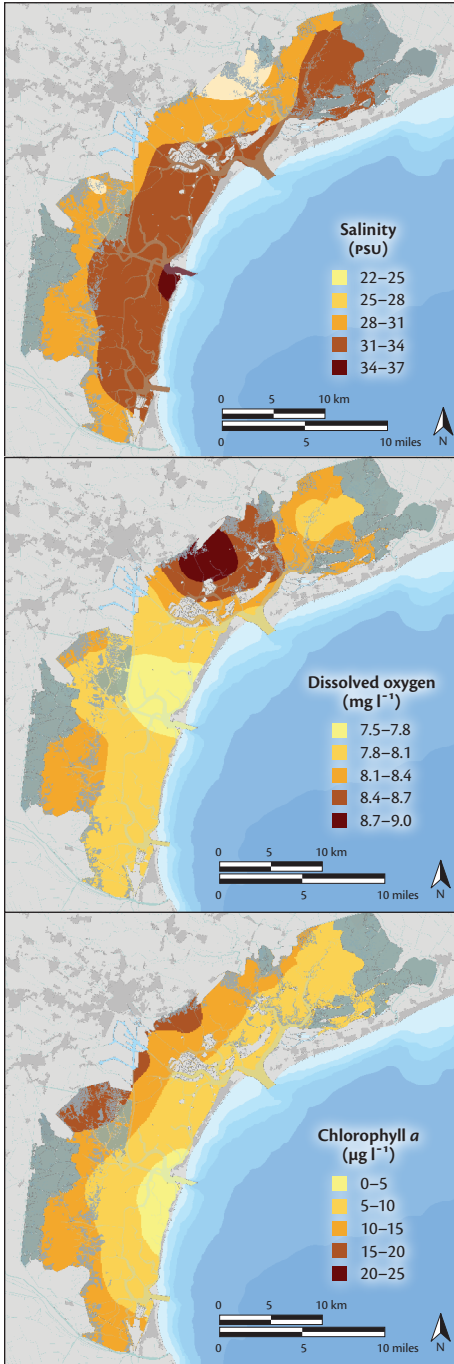 Salinity
(PSU)
22–25
25–28
28–31
31–34
34–37
0 5 10 km
0 5 10 miles
N
Dissolved oxygen
(mg l⁻¹)
7.5–7.8
7.8–8.1
8.1–8.4
8.4–8.7
8.7–9.0
0 5 10 km
0 5 10 miles
N
Chlorophyll a
(µg l⁻¹)
0–5
5–10
10–15
15–20
20–25
0 5 10 km
0 5 10 miles
N